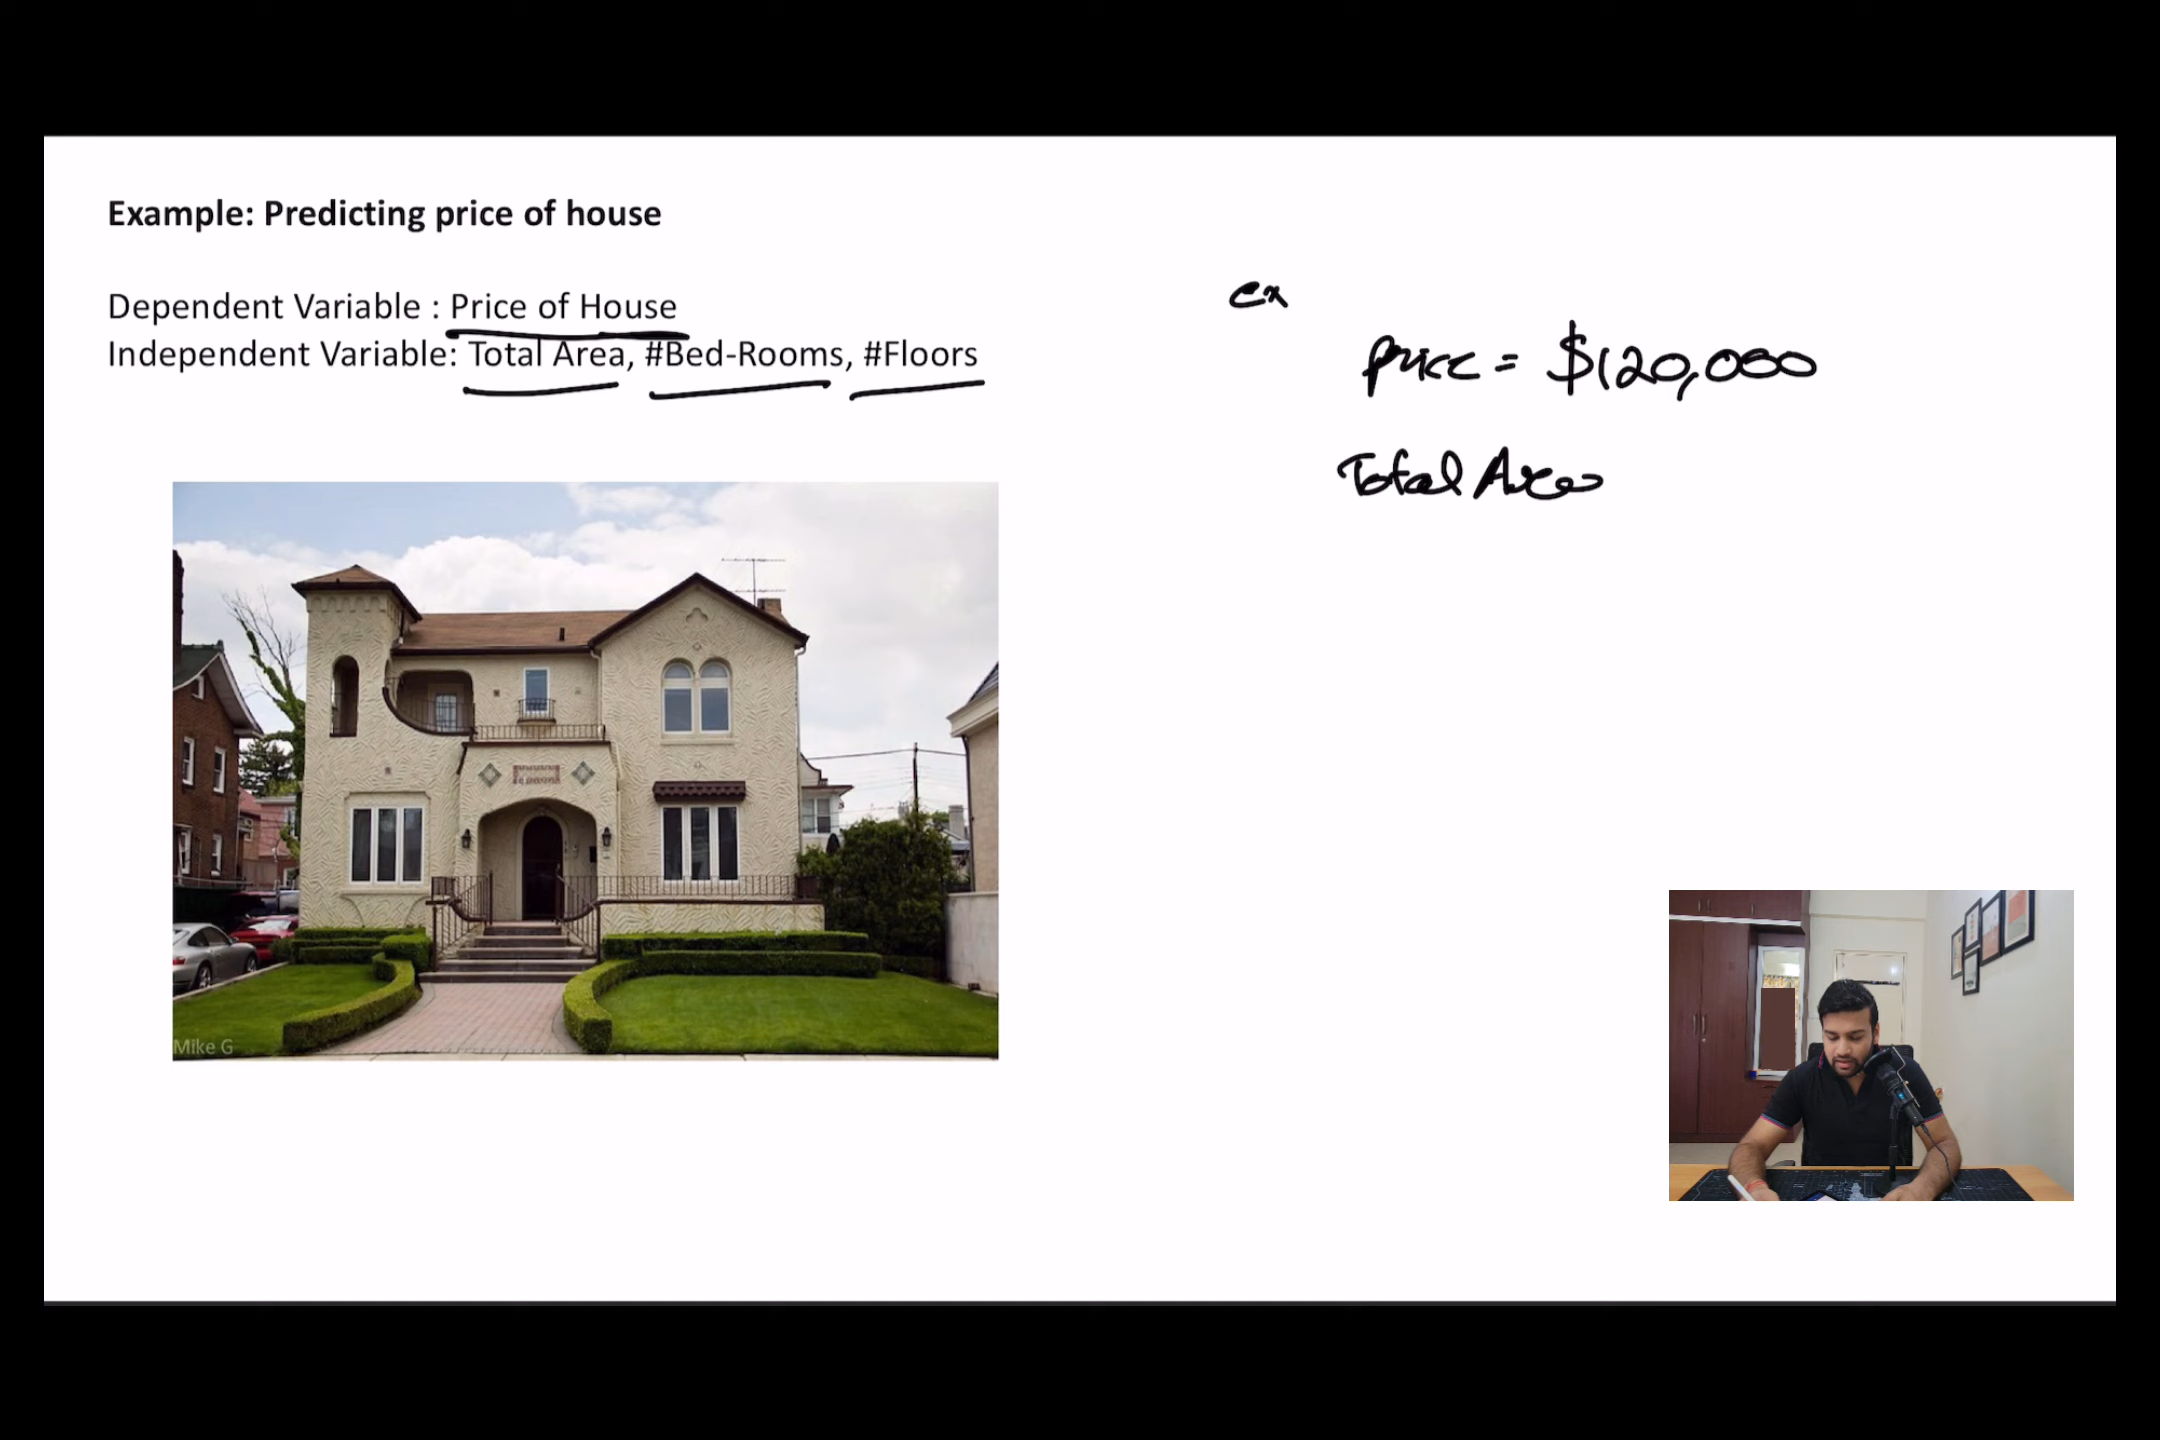 Example: Predicting price of house
Dependent Variable : Price of House
Independent Variable: Total Area, #Bed-Rooms, #Floors
ex
price = $120,000
Total Area
Mike G